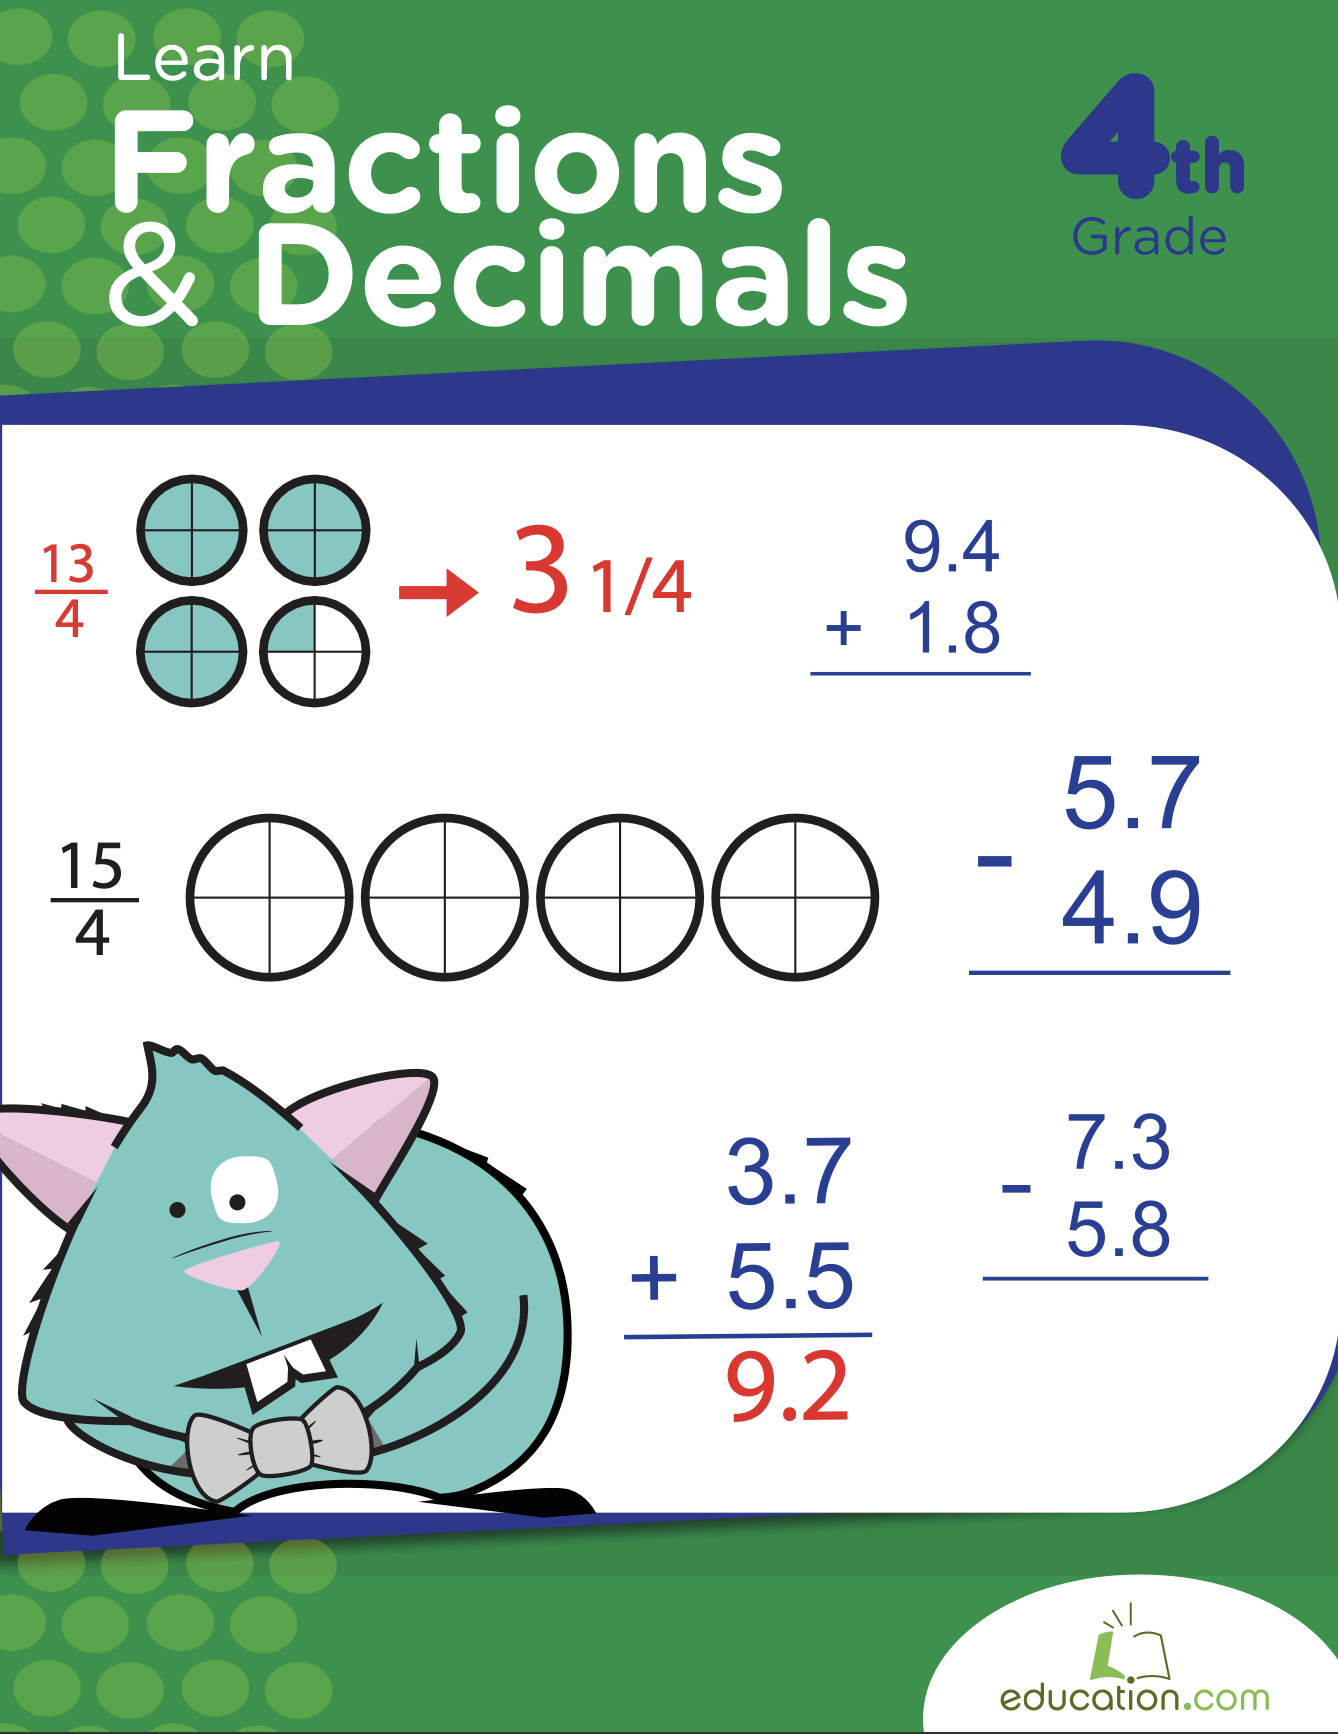 Learn
Fractions
& Decimals
4th
Grade
13
4
3 1/4
9.4
+ 1.8
15
4
5.7
-
4.9
3.7
+ 5.5
9.2
7.3
-
5.8
education.com